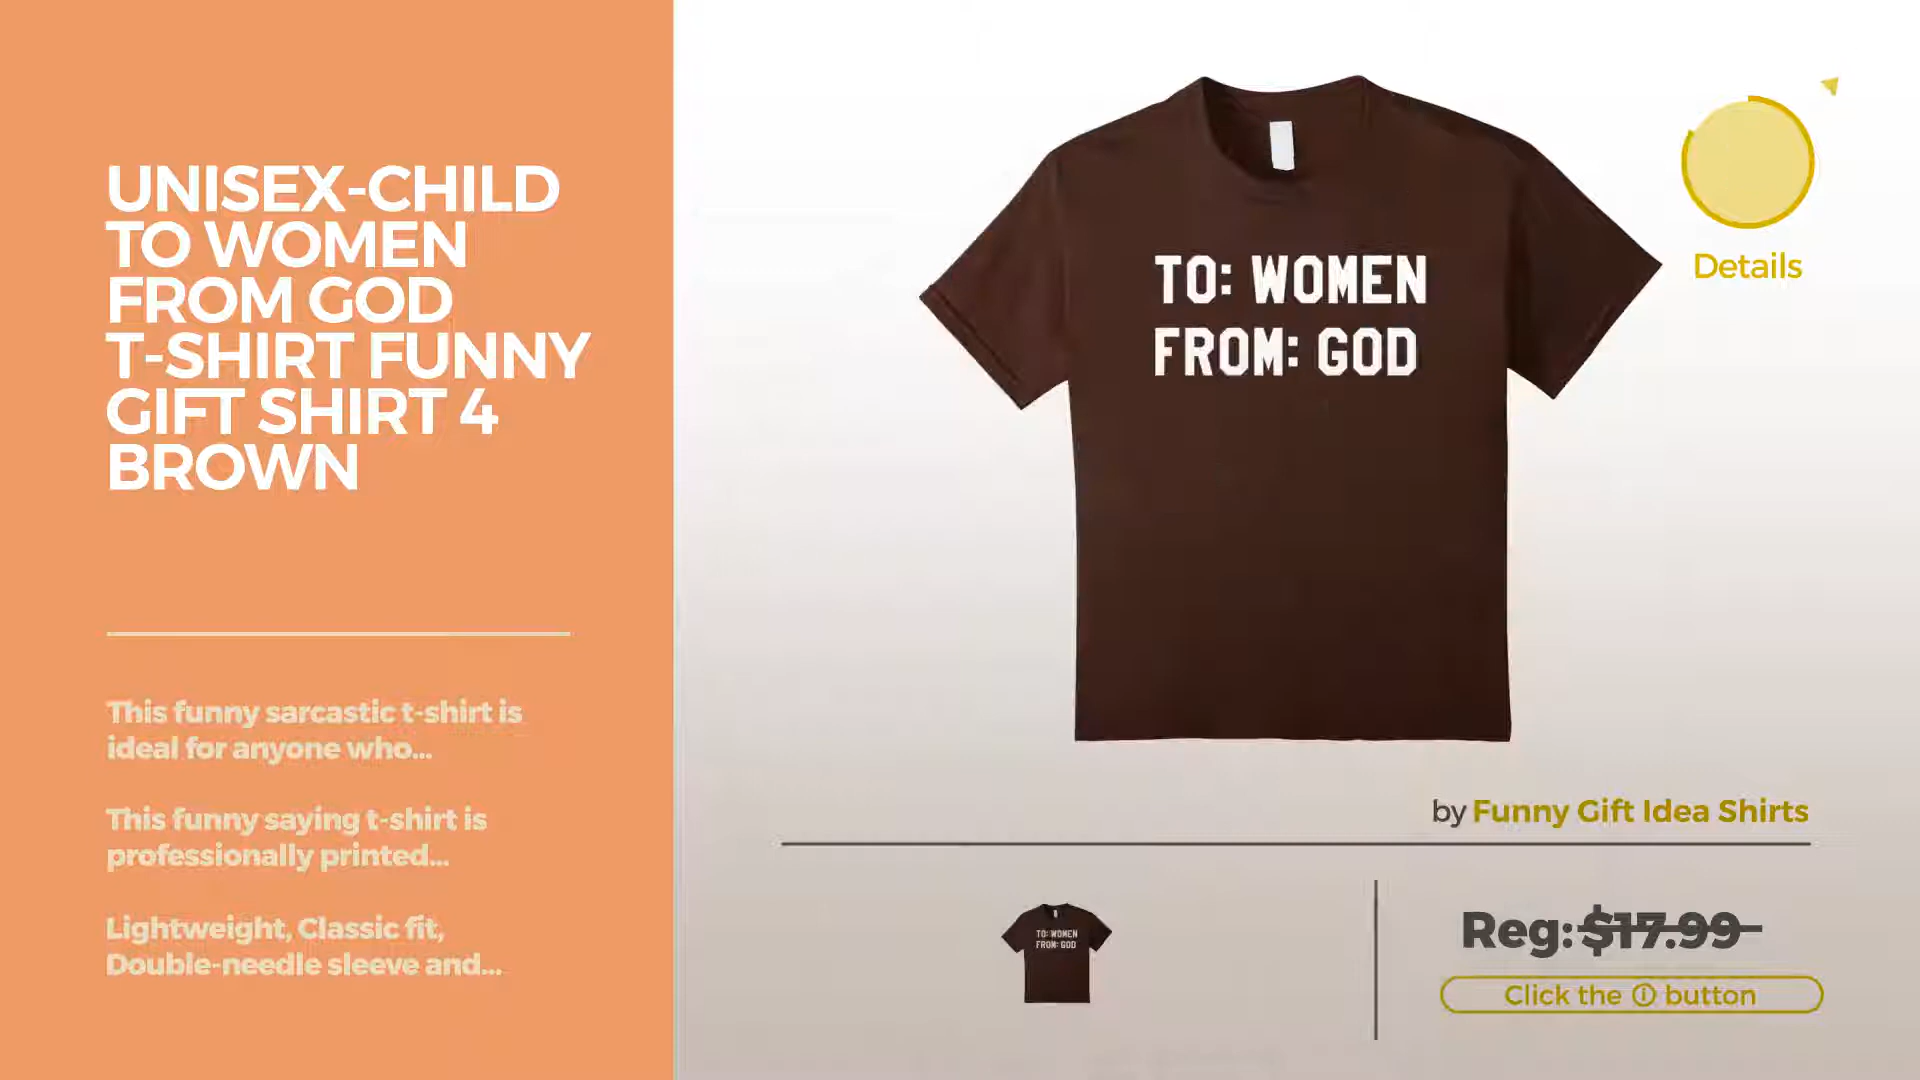 UNISEX-CHILD
TO WOMEN
FROM GOD
T-SHIRT FUNNY
GIFT SHIRT 4
BROWN
This funny sarcastic t-shirt is
ideal for anyone who...
This funny saying t-shirt is
professionally printed...
Lightweight, Classic fit,
Double-needle sleeve and...
TO: WOMEN
FROM: GOD
Details
by Funny Gift Idea Shirts
TO: WOMEN
FROM: GOD
Reg: $17.99
Click the ⓘ button